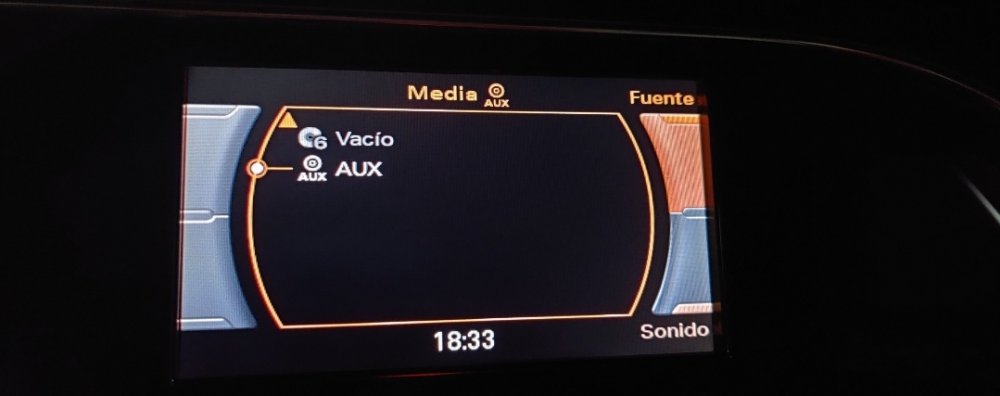 Media AUX
Fuente
6 Vacío
AUX AUX
18:33
Sonido